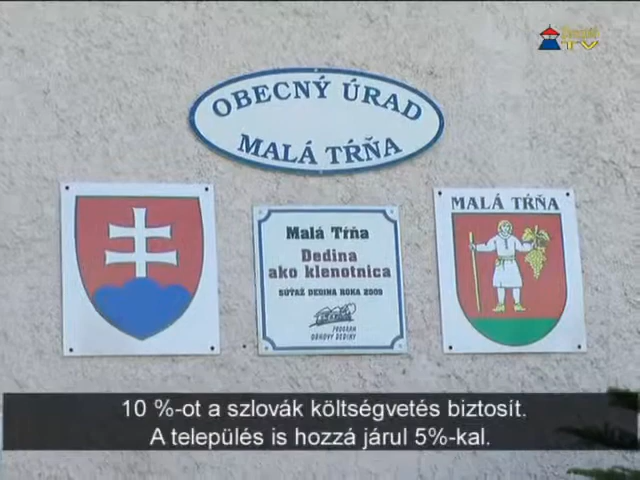 TV
OBECNÝ ÚRAD
MALÁ TŔŇA
Malá Tŕňa
Dedina
ako klenotnica
SÚŤAŽ DEDINA ROKA 2009
PROGRAM
OBNOVY DEDINY
MALÁ TŔŇA
10 %-ot a szlovák költségvetés biztosít.
A település is hozzá járul 5%-kal.